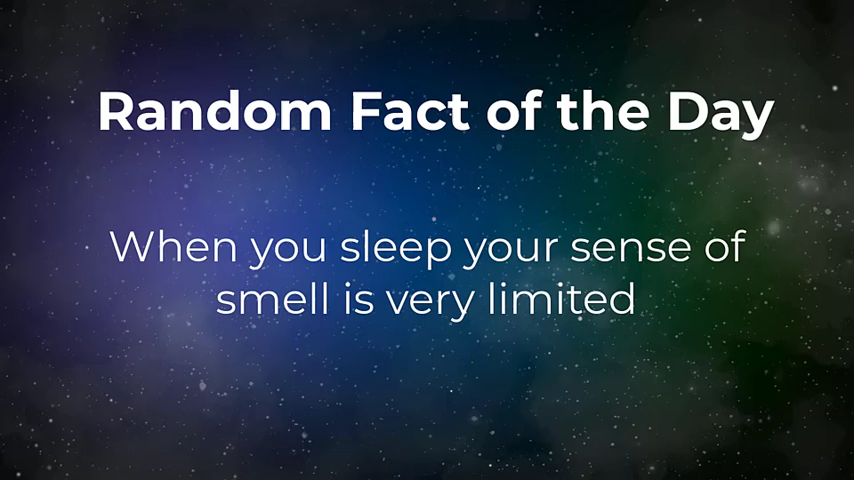 Random Fact of the Day
When you sleep your sense of
smell is very limited